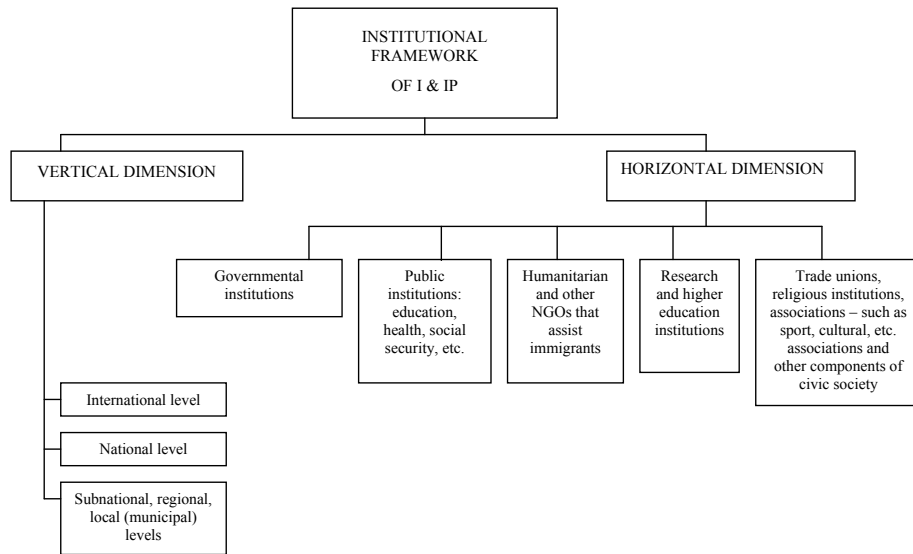 INSTITUTIONAL
FRAMEWORK
OF I & IP
VERTICAL DIMENSION
HORIZONTAL DIMENSION
Governmental
institutions
Public
institutions:
education,
health, social
security, etc.
Humanitarian
and other
NGOs that
assist
immigrants
Research
and higher
education
institutions
Trade unions,
religious institutions,
associations – such as
sport, cultural, etc.
associations and
other components of
civic society
International level
National level
Subnational, regional,
local (municipal)
levels